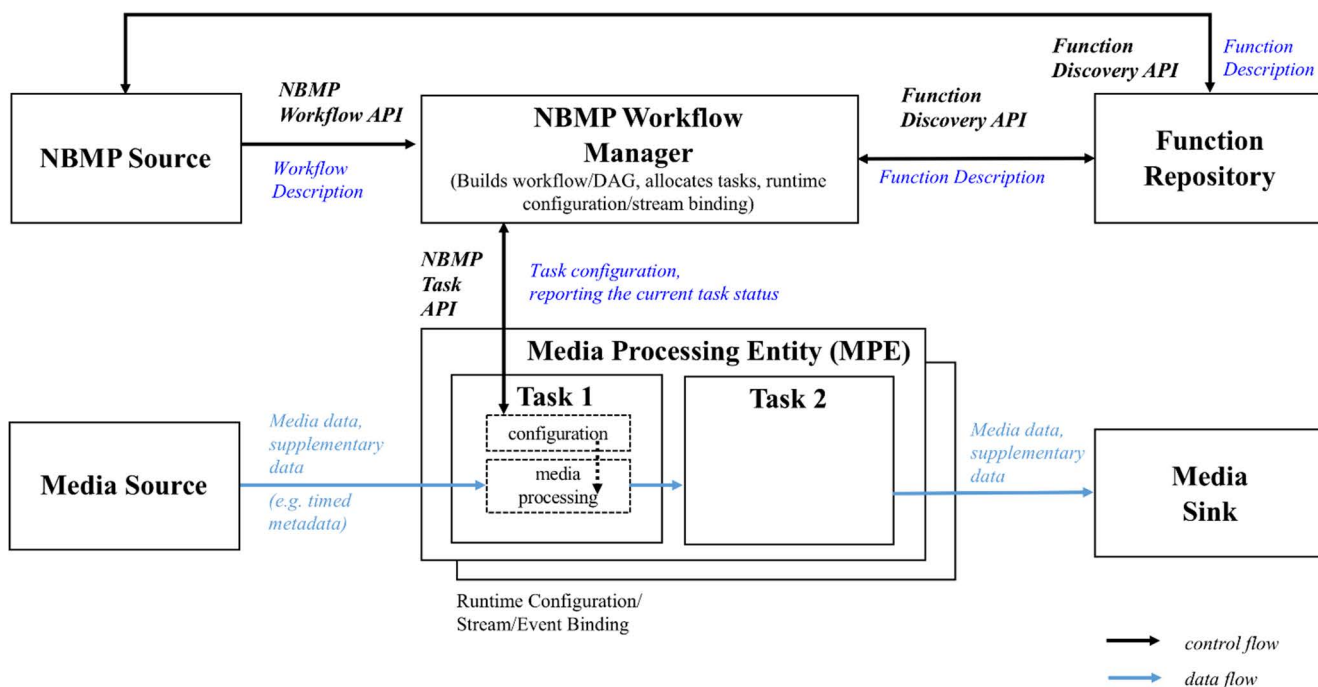 Function
Discovery API
Function
Description
NBMP
Workflow API
Function
Discovery API
NBMP Source
NBMP Workflow
Manager
(Builds workflow/DAG, allocates tasks, runtime
configuration/stream binding)
Function
Repository
Workflow
Description
Function Description
NBMP
Task
API
Task configuration,
reporting the current task status
Media Processing Entity (MPE)
Task 1
Task 2
configuration
media
processing
Media Source
Media data,
supplementary
data
(e.g. timed
metadata)
Media data,
supplementary
data
Media
Sink
Runtime Configuration/
Stream/Event Binding
control flow
data flow